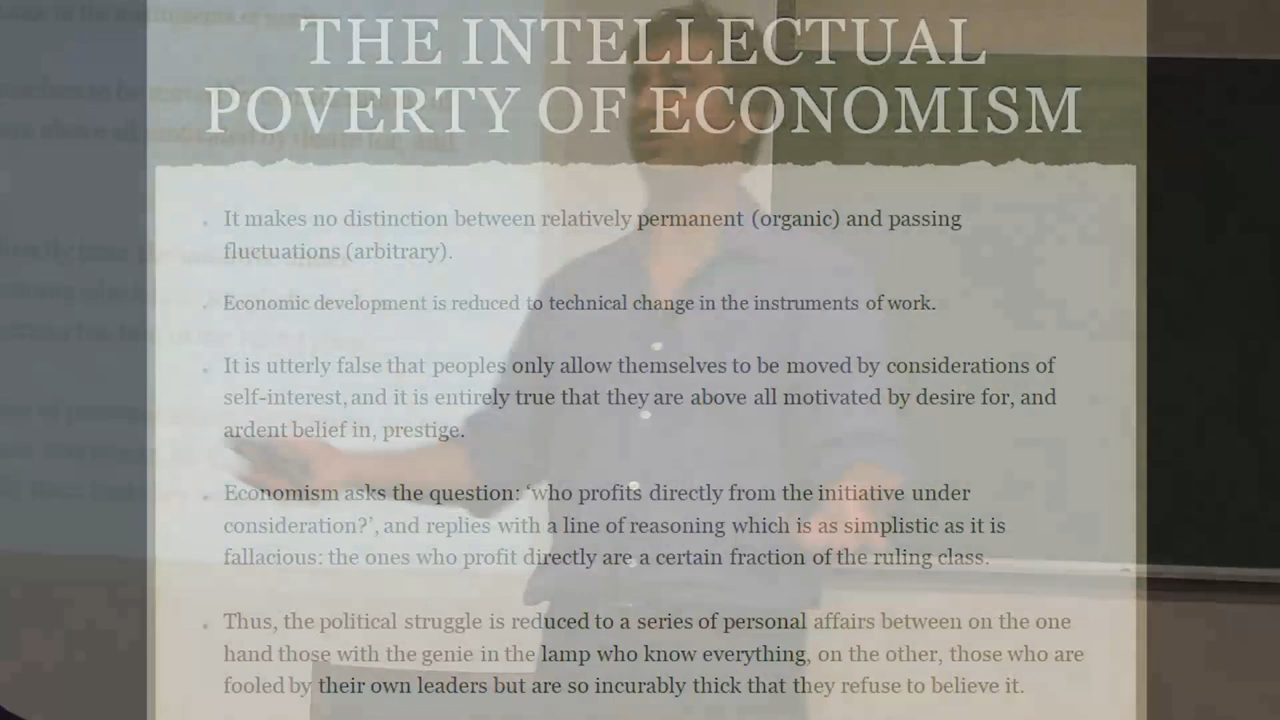 THE INTELLECTUAL
POVERTY OF ECONOMISM
It makes no distinction between relatively permanent (organic) and passing
fluctuations (arbitrary).
Economic development is reduced to technical change in the instruments of work.
It is utterly false that peoples only allow themselves to be moved by considerations of
self-interest, and it is entirely true that they are above all motivated by desire for, and
ardent belief in, prestige.
Economism asks the question: ‘who profits directly from the initiative under
consideration?’, and replies with a line of reasoning which is as simplistic as it is
fallacious: the ones who profit directly are a certain fraction of the ruling class.
Thus, the political struggle is reduced to a series of personal affairs between on the one
hand those with the genie in the lamp who know everything, on the other, those who are
fooled by their own leaders but are so incurably thick that they refuse to believe it.